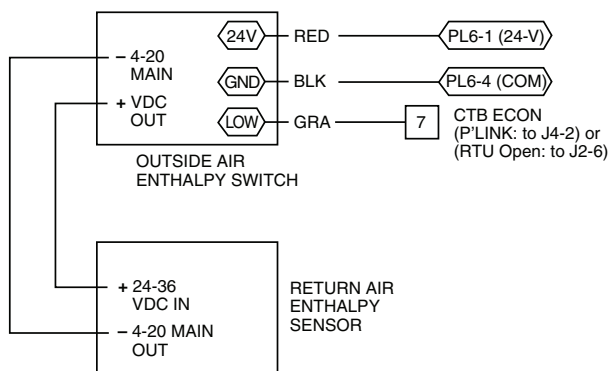 24V RED PL6-1 (24-V)
– 4-20
MAIN
GND BLK PL6-4 (COM)
+ VDC
OUT
LOW GRA 7 CTB ECON
(P'LINK: to J4-2) or
(RTU Open: to J2-6)
OUTSIDE AIR
ENTHALPY SWITCH
+ 24-36
VDC IN
– 4-20 MAIN
OUT
RETURN AIR
ENTHALPY
SENSOR